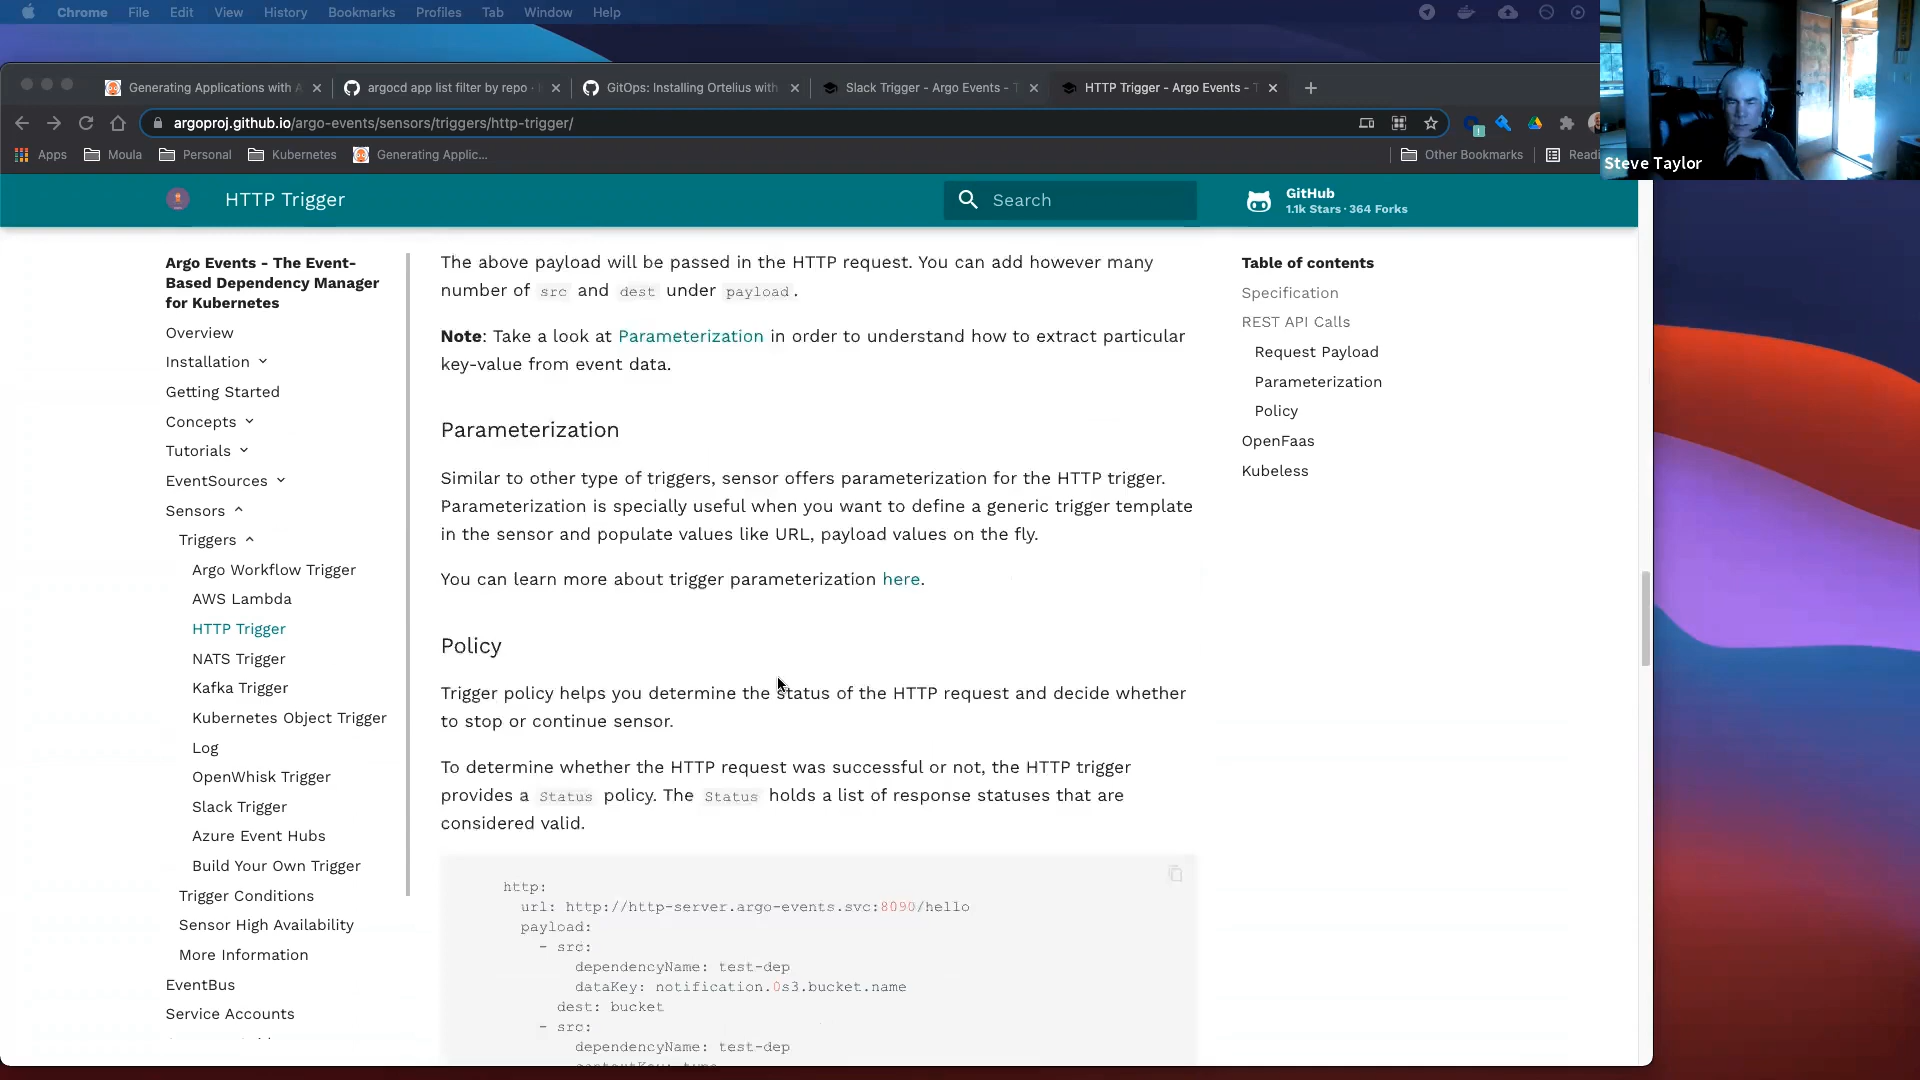 Chrome File Edit View History Bookmarks Profiles Tab Window Help
Generating Applications with A
argocd app list filter by repo · I
GitOps: Installing Ortelius with
Slack Trigger - Argo Events - T
HTTP Trigger - Argo Events - T
argoproj.github.io/argo-events/sensors/triggers/http-trigger/
Apps Moula Personal Kubernetes Generating Applic... Other Bookmarks Readi
Steve Taylor
HTTP Trigger
Search
GitHub
1.1k Stars · 364 Forks
Argo Events - The Event-
Based Dependency Manager
for Kubernetes
Overview
Installation
Getting Started
Concepts
Tutorials
EventSources
Sensors
Triggers
Argo Workflow Trigger
AWS Lambda
HTTP Trigger
NATS Trigger
Kafka Trigger
Kubernetes Object Trigger
Log
OpenWhisk Trigger
Slack Trigger
Azure Event Hubs
Build Your Own Trigger
Trigger Conditions
Sensor High Availability
More Information
EventBus
Service Accounts
The above payload will be passed in the HTTP request. You can add however many
number of src and dest under payload.
Note: Take a look at Parameterization in order to understand how to extract particular
key-value from event data.
Parameterization
Similar to other type of triggers, sensor offers parameterization for the HTTP trigger.
Parameterization is specially useful when you want to define a generic trigger template
in the sensor and populate values like URL, payload values on the fly.
You can learn more about trigger parameterization here.
Policy
Trigger policy helps you determine the status of the HTTP request and decide whether
to stop or continue sensor.
To determine whether the HTTP request was successful or not, the HTTP trigger
provides a Status policy. The Status holds a list of response statuses that are
considered valid.
http:
url: http://http-server.argo-events.svc:8090/hello
payload:
- src:
dependencyName: test-dep
dataKey: notification.0s3.bucket.name
dest: bucket
- src:
dependencyName: test-dep
contextKey: type
Table of contents
Specification
REST API Calls
Request Payload
Parameterization
Policy
OpenFaas
Kubeless